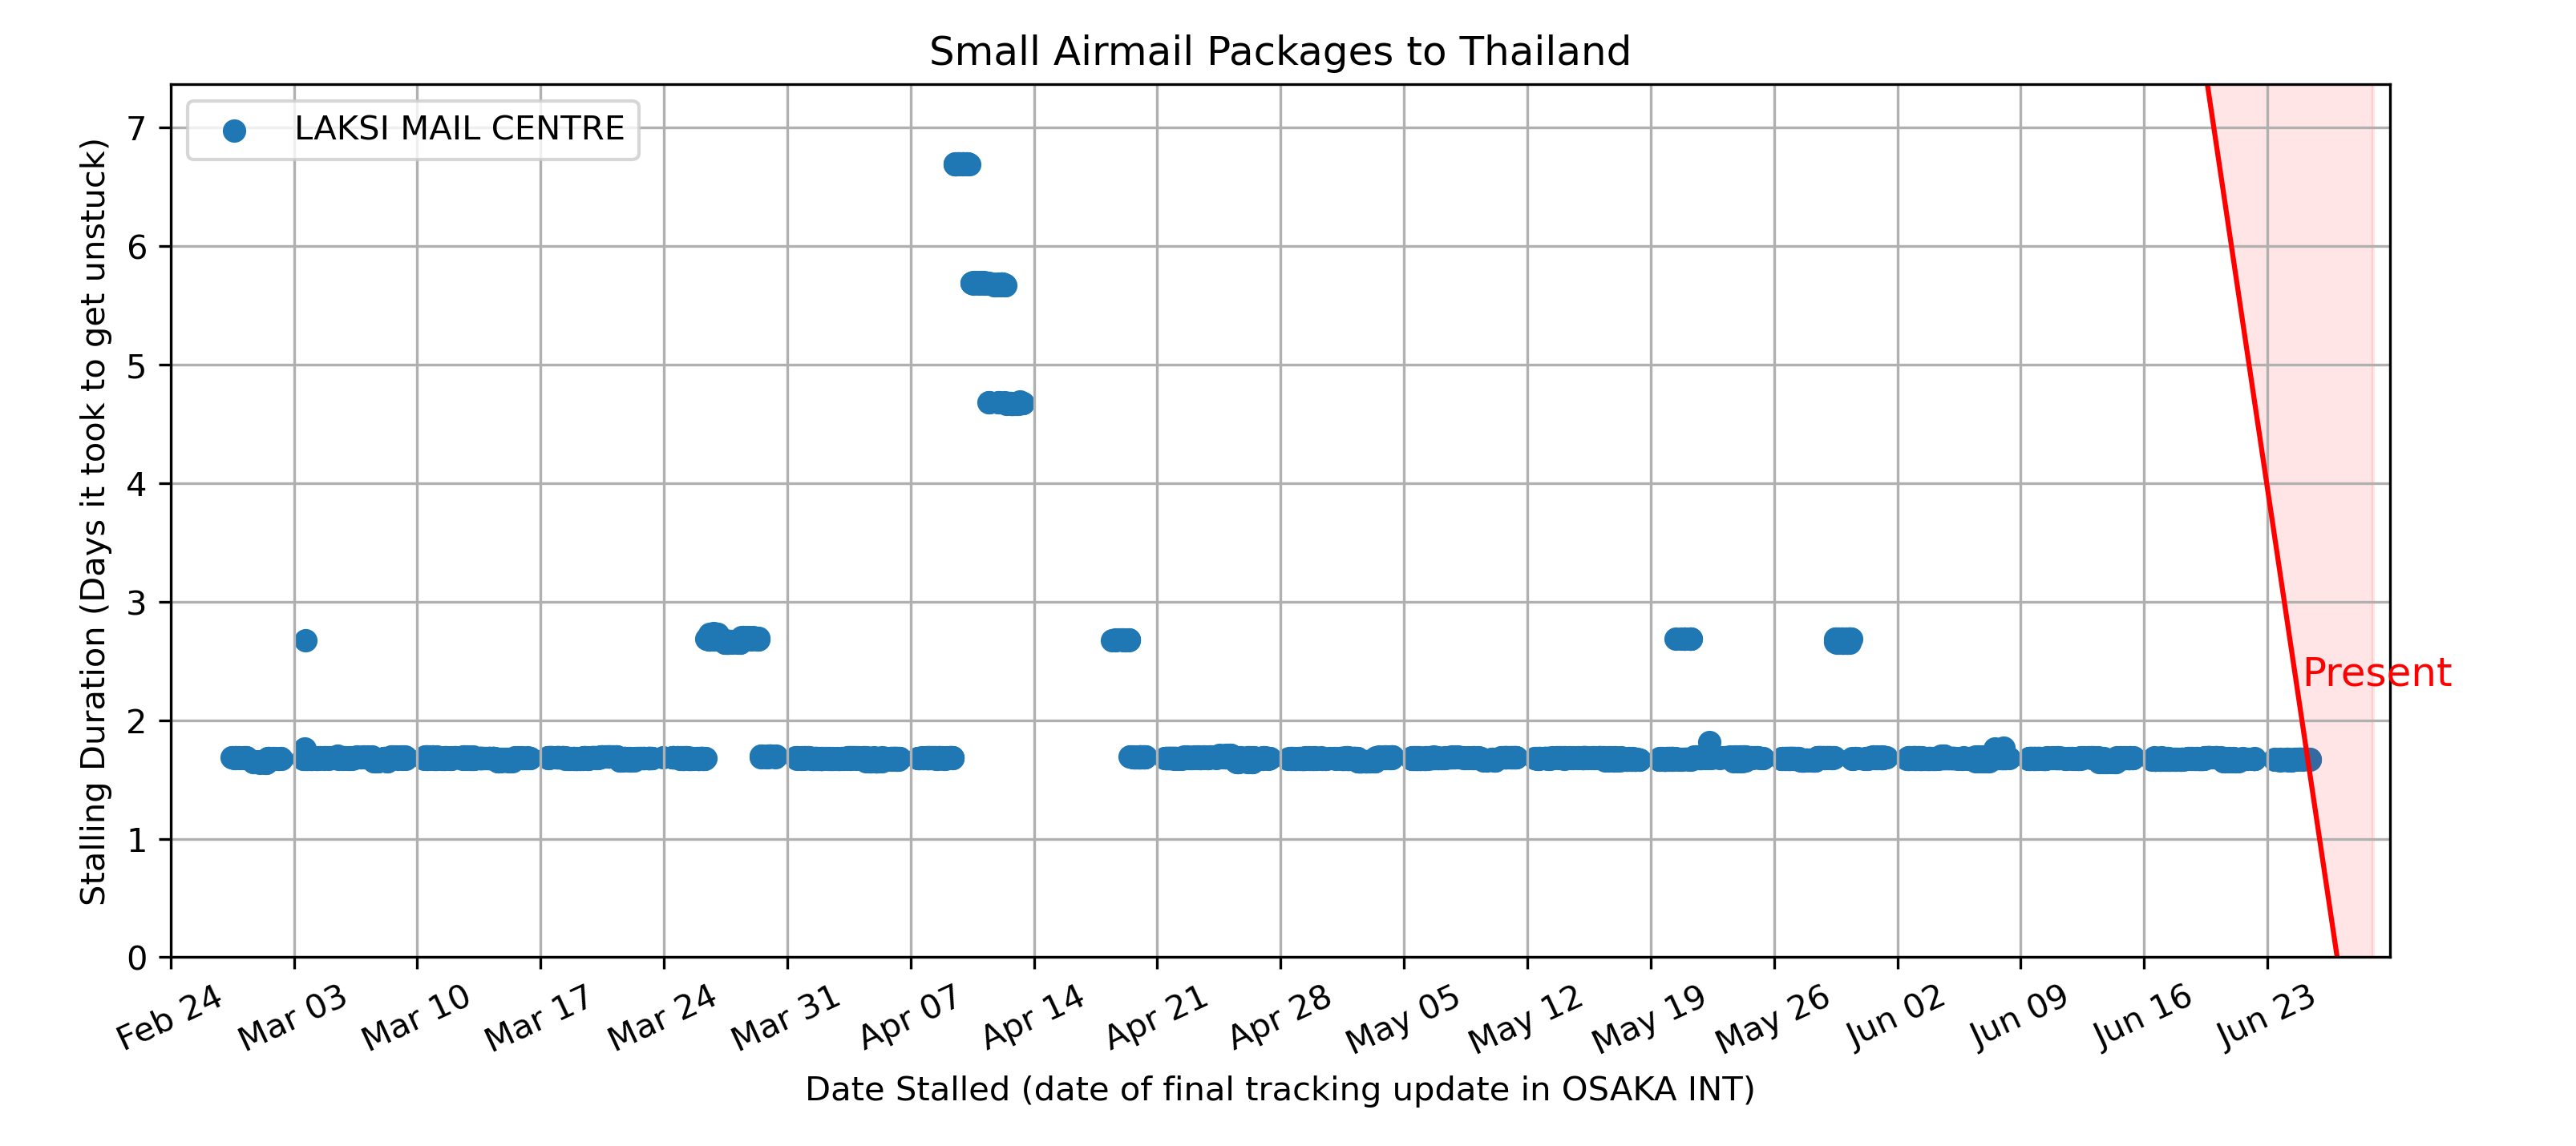 Small Airmail Packages to Thailand
LAKSI MAIL CENTRE
Stalling Duration (Days it took to get unstuck)
7
6
5
4
3
2
1
0
Present
Feb 24
Mar 03
Mar 10
Mar 17
Mar 24
Mar 31
Apr 07
Apr 14
Apr 21
Apr 28
May 05
May 12
May 19
May 26
Jun 02
Jun 09
Jun 16
Jun 23
Date Stalled (date of final tracking update in OSAKA INT)